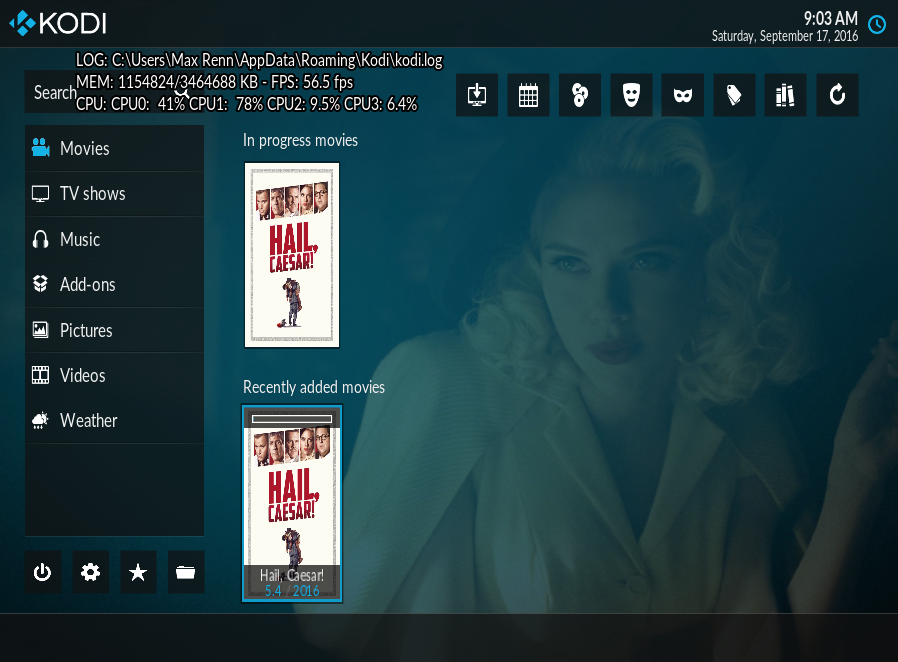 KODI
9:03 AM
Saturday, September 17, 2016
LOG: C:\Users\Max Renn\AppData\Roaming\Kodi\kodi.log
MEM: 1154824/3464688 KB - FPS: 56.5 fps
CPU: CPU0: 41% CPU1: 78% CPU2: 9.5% CPU3: 6.4%
Search
Movies
TV shows
Music
Add-ons
Pictures
Videos
Weather
In progress movies
HAIL,
CAESAR!
Recently added movies
HAIL,
CAESAR!
Hail, Caesar!
5.4 / 2016